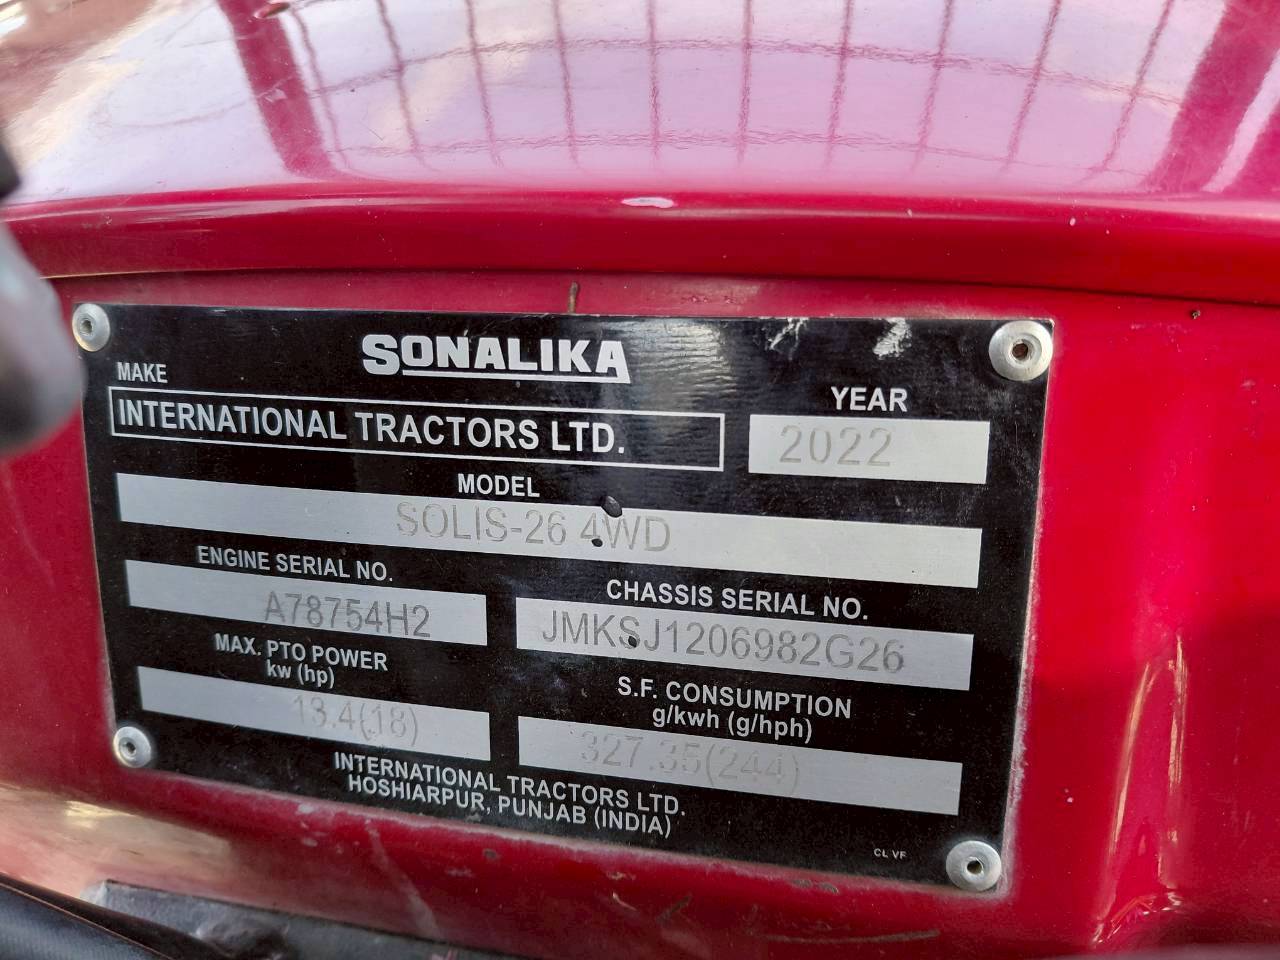 SONALIKA
MAKE
INTERNATIONAL TRACTORS LTD.
YEAR
2022
MODEL
SOLIS-26 4WD
ENGINE SERIAL NO.
A78754H2
CHASSIS SERIAL NO.
JMKSJ1206982G26
MAX. PTO POWER
kw (hp)
13.4(18)
S.F. CONSUMPTION
g/kwh (g/hph)
327.35(244)
INTERNATIONAL TRACTORS LTD.
HOSHIARPUR, PUNJAB (INDIA)
CL VF